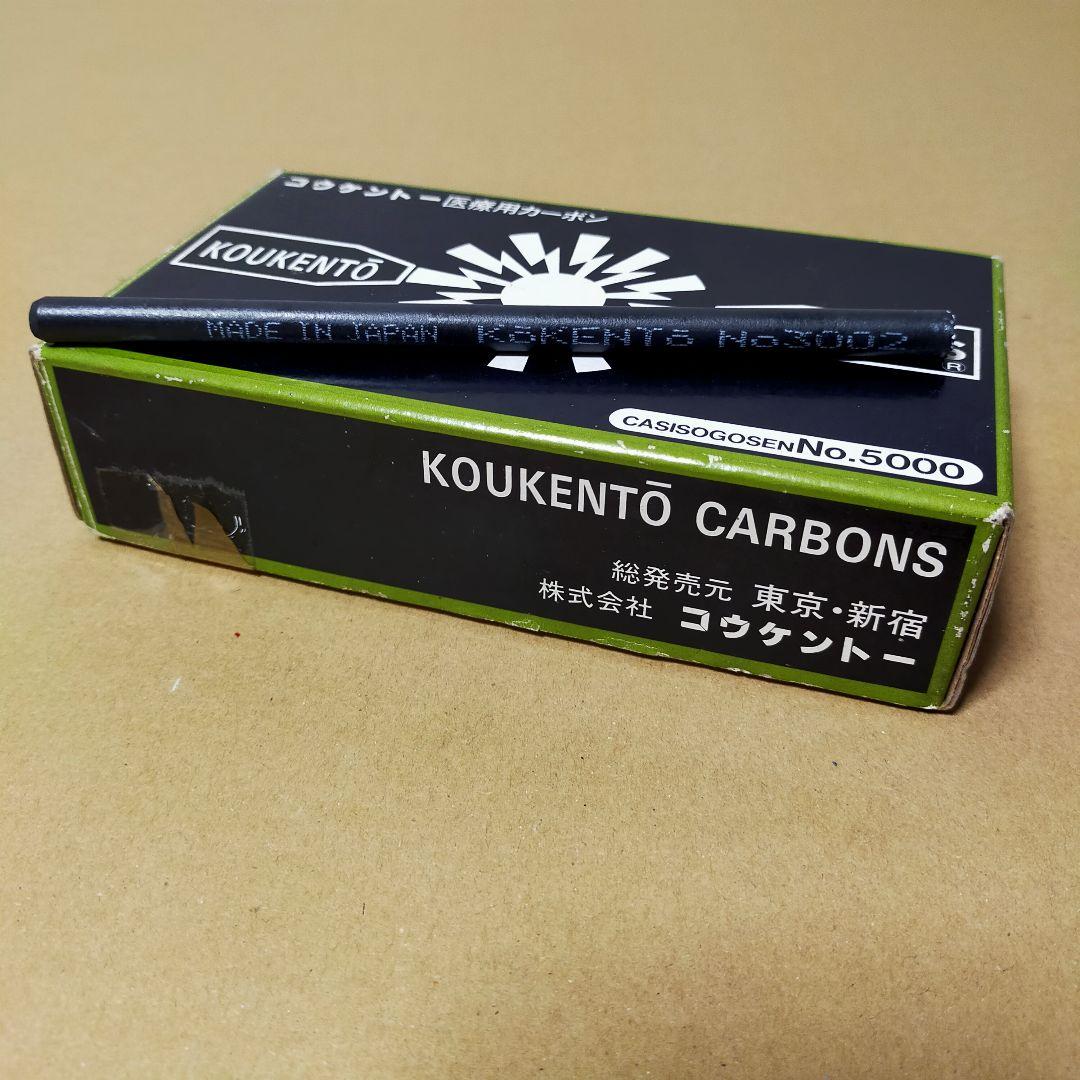 コウケントー医療用カーボン
KOUKENTŌ
MADE IN JAPAN KoKENTo No3002
S®
CASISOGOSEN No.5000
KOUKENTŌ CARBONS
総発売元 東京・新宿
株式会社 コウケントー